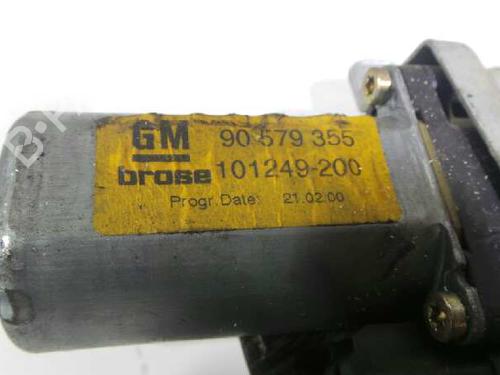 GM 90 579 355
brose 101249-200
Progr.Date: 21.02.00